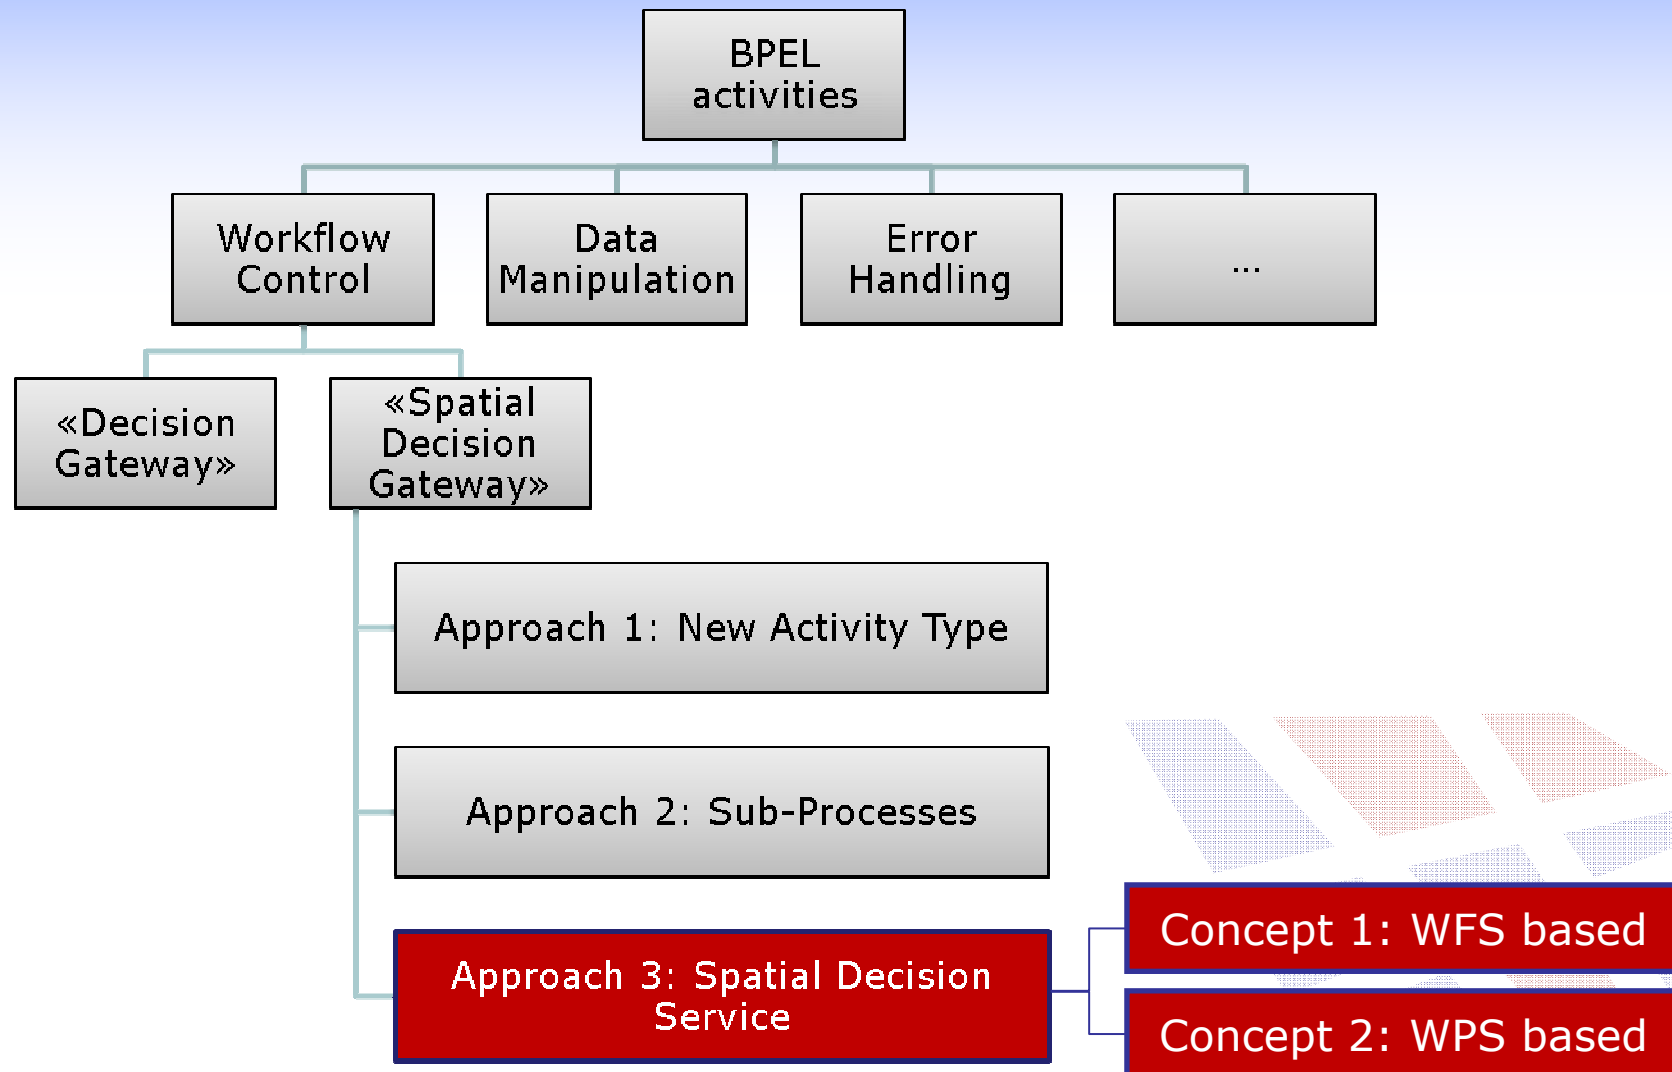 BPEL
activities
Workflow
Control
Data
Manipulation
Error
Handling
...
«Decision
Gateway»
«Spatial
Decision
Gateway»
Approach 1: New Activity Type
Approach 2: Sub-Processes
Approach 3: Spatial Decision
Service
Concept 1: WFS based
Concept 2: WPS based